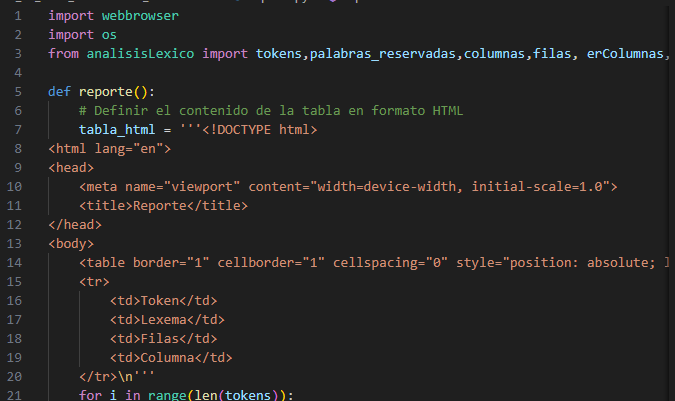 1 import webbrowser
2 import os
3 from analisisLexico import tokens,palabras_reservadas,columnas,filas, erColumnas,
4
5 def reporte():
6     # Definir el contenido de la tabla en formato HTML
7     tabla_html = '''<!DOCTYPE html>
8 <html lang="en">
9 <head>
10     <meta name="viewport" content="width=device-width, initial-scale=1.0">
11     <title>Reporte</title>
12 </head>
13 <body>
14     <table border="1" cellborder="1" cellspacing="0" style="position: absolute;
15     <tr>
16         <td>Token</td>
17         <td>Lexema</td>
18         <td>Filas</td>
19         <td>Columna</td>
20     </tr>\n'''
21     for i in range(len(tokens)):